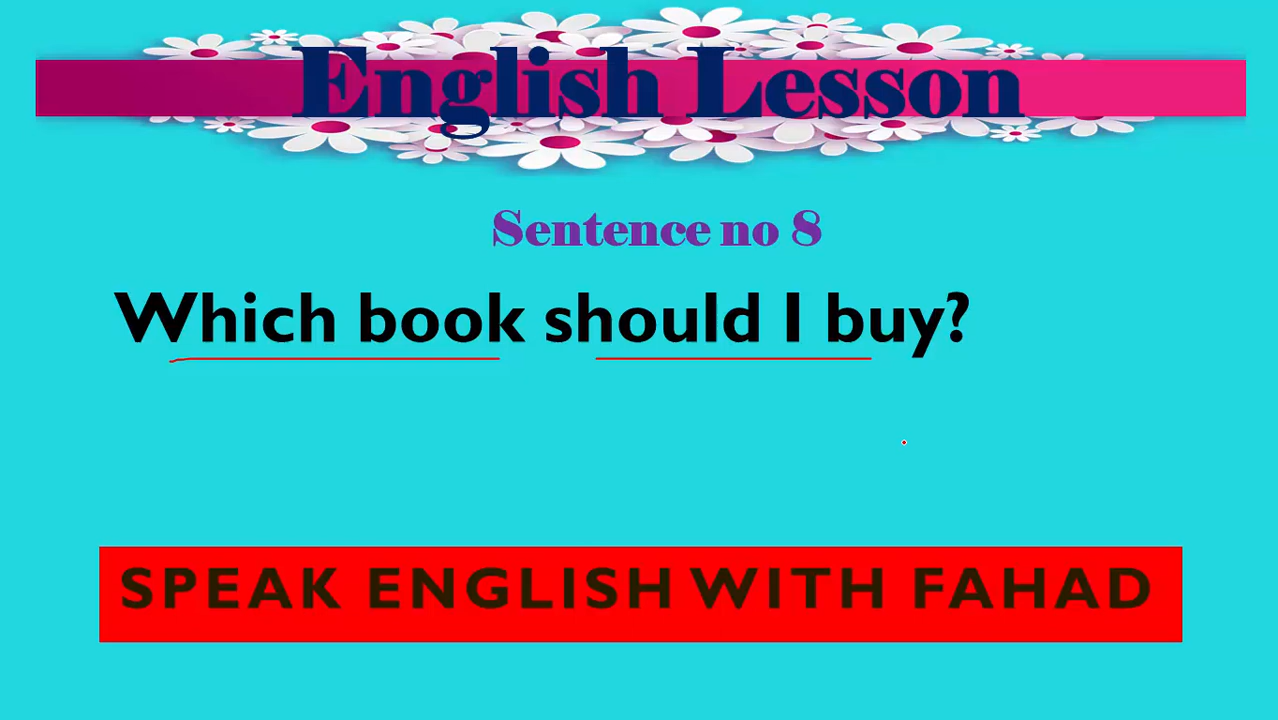 English Lesson
Sentence no 8
Which book should I buy?
SPEAK ENGLISH WITH FAHAD